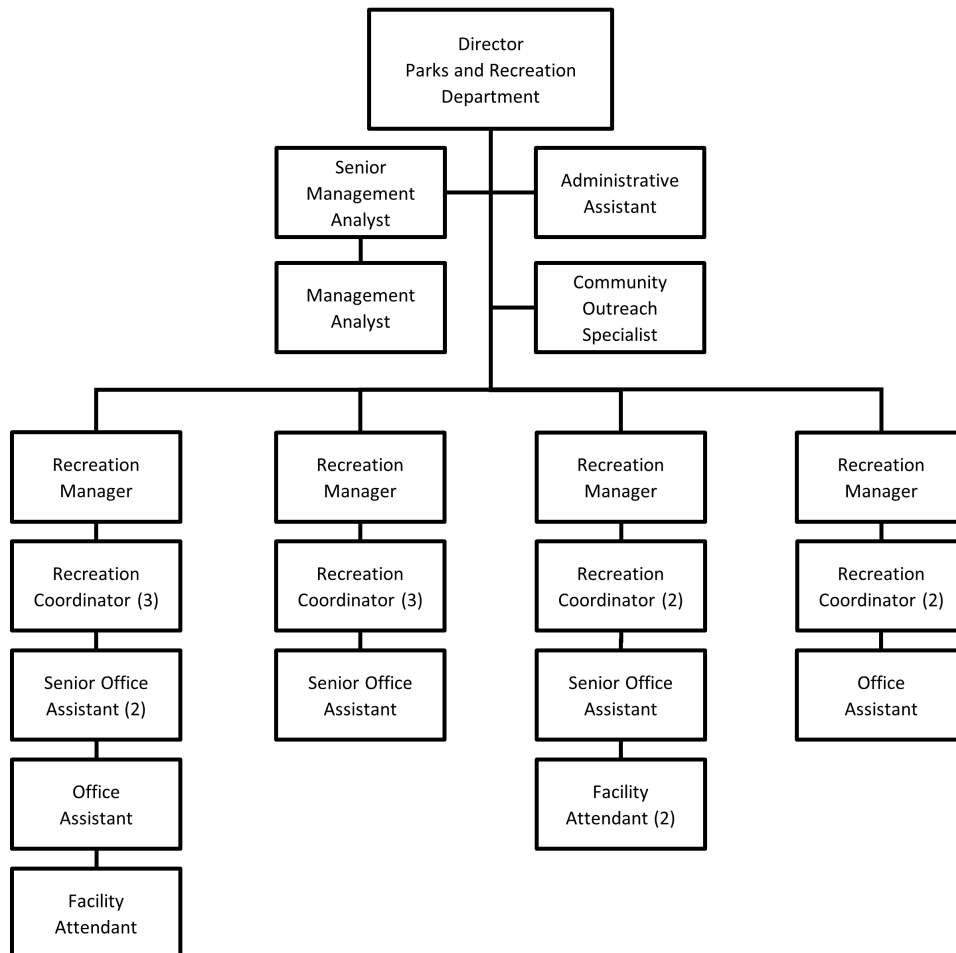 Director
Parks and Recreation
Department
Senior
Management
Analyst
Administrative
Assistant
Management
Analyst
Community
Outreach
Specialist
Recreation
Manager
Recreation
Manager
Recreation
Manager
Recreation
Manager
Recreation
Coordinator (3)
Recreation
Coordinator (3)
Recreation
Coordinator (2)
Recreation
Coordinator (2)
Senior Office
Assistant (2)
Senior Office
Assistant
Senior Office
Assistant
Office
Assistant
Office
Assistant
Facility
Attendant (2)
Facility
Attendant